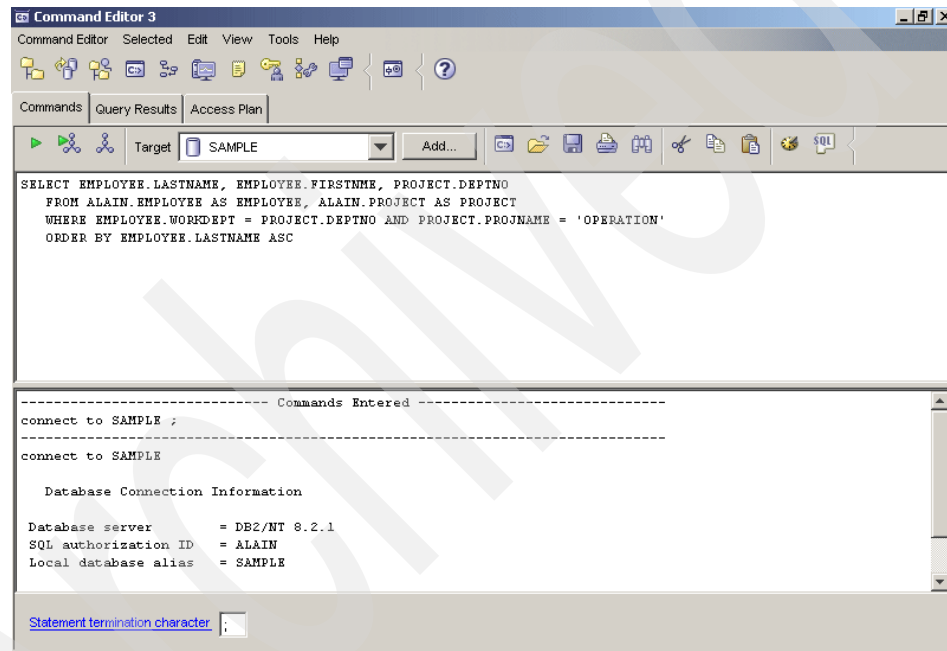 Command Editor 3
Command Editor Selected Edit View Tools Help
Commands Query Results Access Plan
Target SAMPLE Add... SQL
SELECT EMPLOYEE.LASTNAME, EMPLOYEE.FIRSTNME, PROJECT.DEPTNO
FROM ALAIN.EMPLOYEE AS EMPLOYEE, ALAIN.PROJECT AS PROJECT
WHERE EMPLOYEE.WORKDEPT = PROJECT.DEPTNO AND PROJECT.PROJNAME = 'OPERATION'
ORDER BY EMPLOYEE.LASTNAME ASC
------------------------------ Commands Entered ------------------------------
connect to SAMPLE ;
------------------------------------------------------------------------------
connect to SAMPLE
Database Connection Information
Database server = DB2/NT 8.2.1
SQL authorization ID = ALAIN
Local database alias = SAMPLE
Statement termination character ;